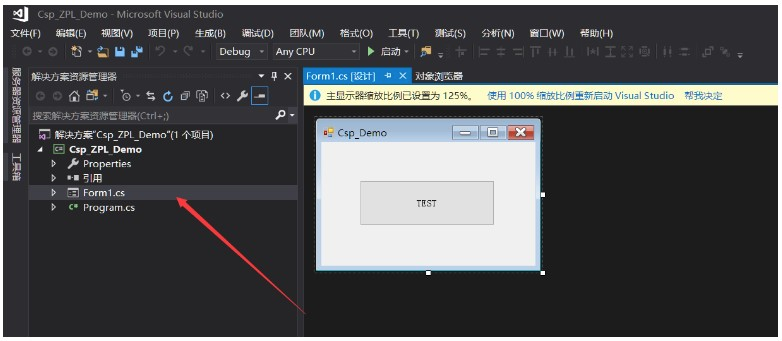 Csp_ZPL_Demo - Microsoft Visual Studio
文件(F) 编辑(E) 视图(V) 项目(P) 生成(B) 调试(D) 团队(M) 格式(O) 工具(T) 测试(S) 分析(N) 窗口(W) 帮助(H)
Debug Any CPU 启动
服务器资源管理器
工具箱
解决方案资源管理器
搜索解决方案资源管理器(Ctrl+;)
解决方案"Csp_ZPL_Demo"(1 个项目)
Csp_ZPL_Demo
Properties
引用
Form1.cs
Program.cs
Form1.cs [设计] 对象浏览器
主显示器缩放比例已设置为 125%。 使用 100% 缩放比例重新启动 Visual Studio 帮我决定
Csp_Demo
TEST